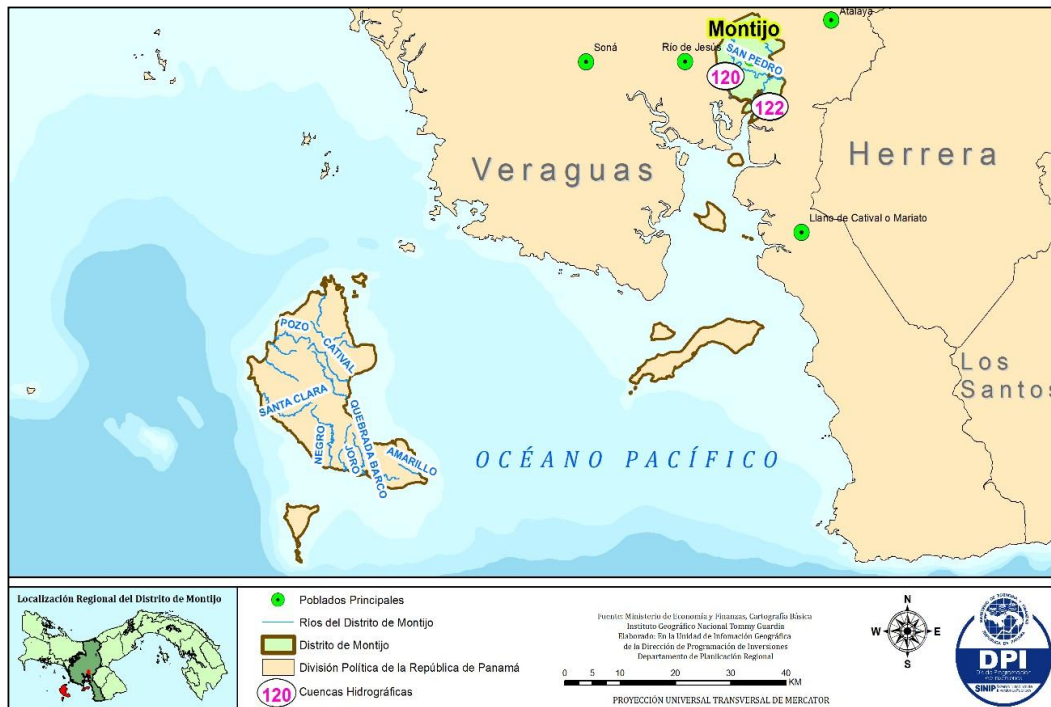 Atalaya
Montijo
Soná
Río de Jesús
SAN PEDRO
120
122
Veraguas
Herrera
Llano de Catival o Mariato
POZO
CATIVAL
SANTA CLARA
QUEBRADA BARCO
NEGRO
JORO
AMARILLO
Los
Santos
OCÉANO PACÍFICO
Localización Regional del Distrito de Montijo
Poblados Principales
Ríos del Distrito de Montijo
Distrito de Montijo
División Política de la República de Panamá
120
Cuencas Hidrográficas
Fuente: Ministerio de Economía y Finanzas, Cartografía Básica
Instituto Geográfico Nacional Tommy Guardia
Elaborado: En la Unidad de Infomación Geográfica
de la Dirección de Programación de Inversiones
Departamento de Planificación Regional
0 5 10 20 30 40
KM
PROYECCIÓN UNIVERSAL TRANSVERSAL DE MERCATOR
N
W
E
S
DPI
SINIP